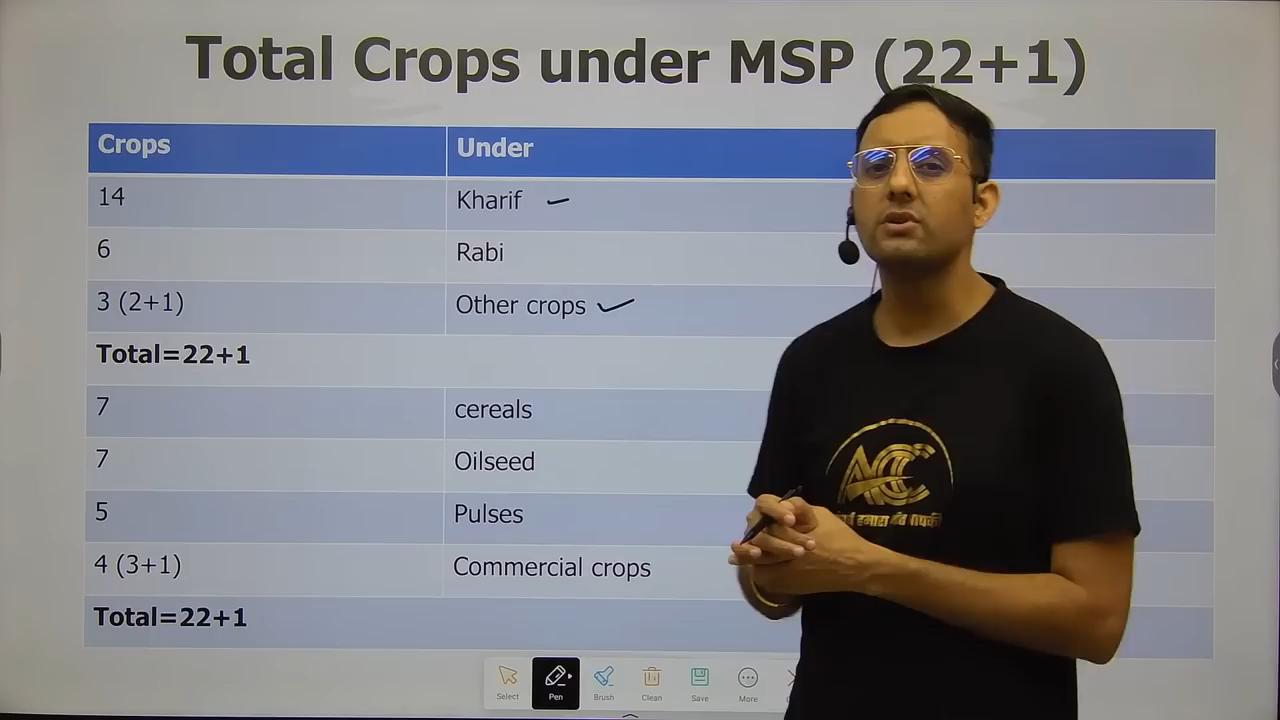 Total Crops under MSP (22+1)
Crops Under
14 Kharif
6 Rabi
3 (2+1) Other crops
Total=22+1
7 cereals
7 Oilseed
5 Pulses
4 (3+1) Commercial crops
Total=22+1
ACC
Select Pen Brush Clean Save More